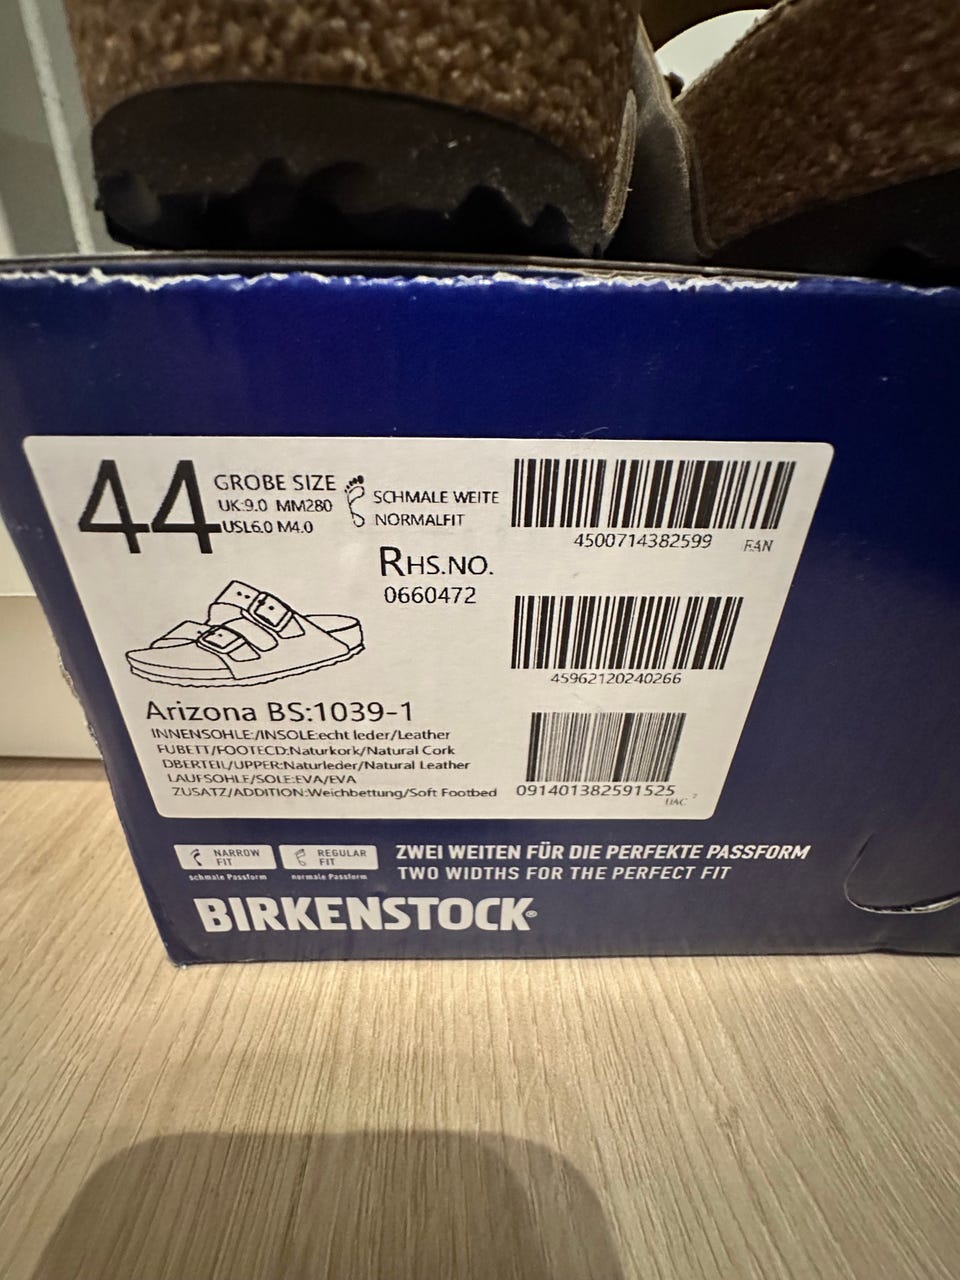 44
GROBE SIZE
UK:9.0 MM280
USL6.0 M4.0
SCHMALE WEITE
NORMALFIT
RHS.NO.
0660472
4500714382599 EAN
45962120240266
091401382591525
UAC
Arizona BS:1039-1
INNENSOHLE:/INSOLE:echt leder/Leather
FUBETT/FOOTECD:Naturkork/Natural Cork
DBERTEIL/UPPER:Naturleder/Natural Leather
LAUFSOHLE/SOLE:EVA/EVA
ZUSATZ/ADDITION:Weichbettung/Soft Footbed
NARROW
FIT
schmale Passform
REGULAR
FIT
normale Passform
ZWEI WEITEN FÜR DIE PERFEKTE PASSFORM
TWO WIDTHS FOR THE PERFECT FIT
BIRKENSTOCK®